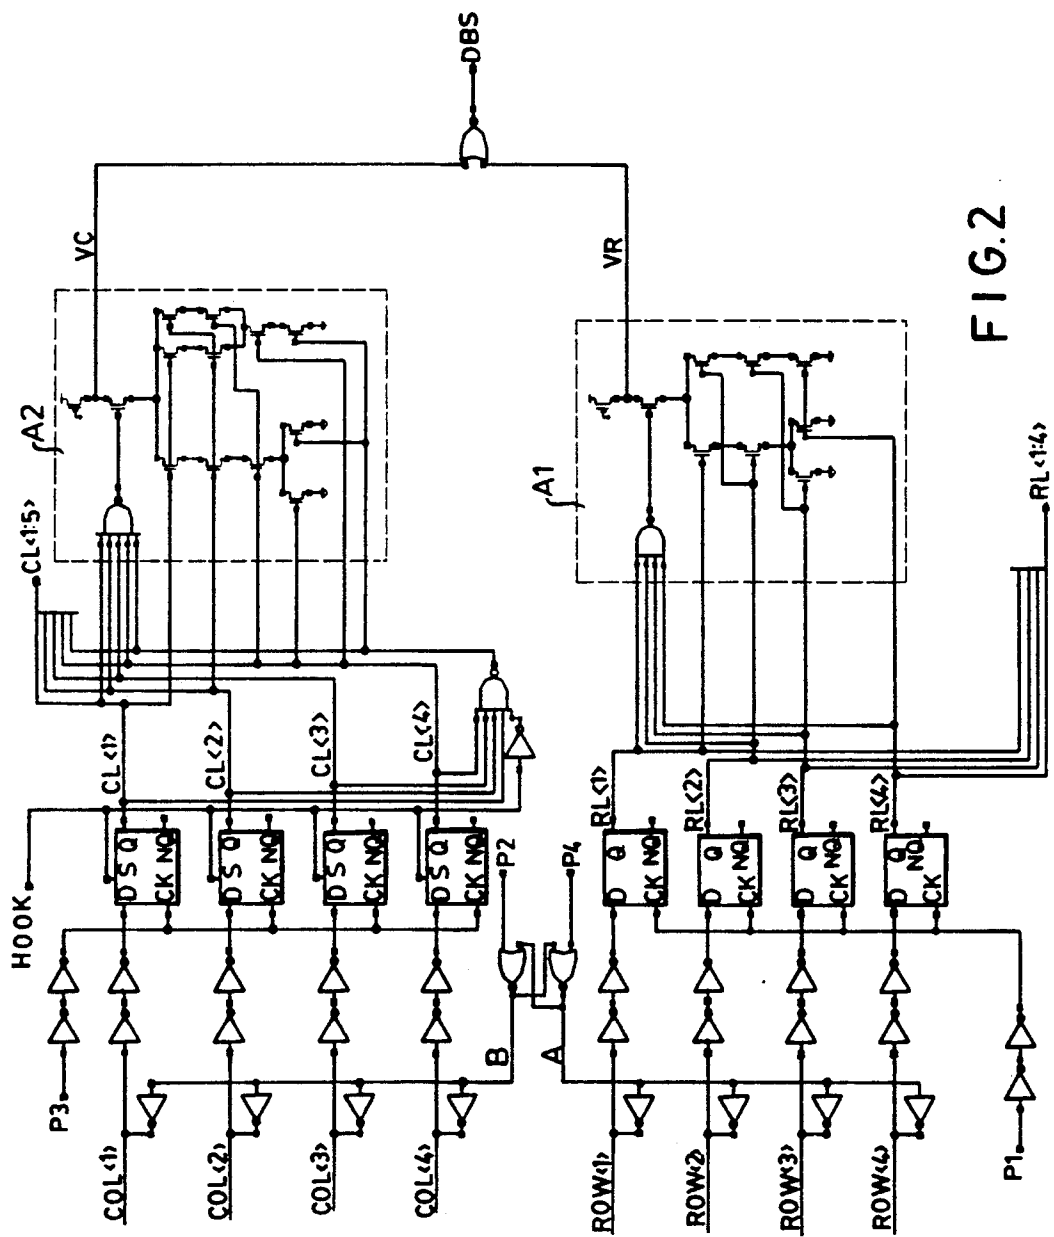 DBS
VC
VR
FIG.2
A2
A1
CL<1:5>
RL<1:4>
CL<1>
CL<2>
CL<3>
CL<4>
RL<1>
RL<2>
RL<3>
RL<4>
HOOK
D S Q
CK NQ
D S Q
CK NQ
D S Q
CK NQ
D S Q
CK NQ
P2
P4
D Q
CK NQ
D Q
CK NQ
D Q
CK NQ
D Q
CK NQ
B
A
P3
P1
COL<1>
COL<2>
COL<3>
COL<4>
ROW<1>
ROW<2>
ROW<3>
ROW<4>